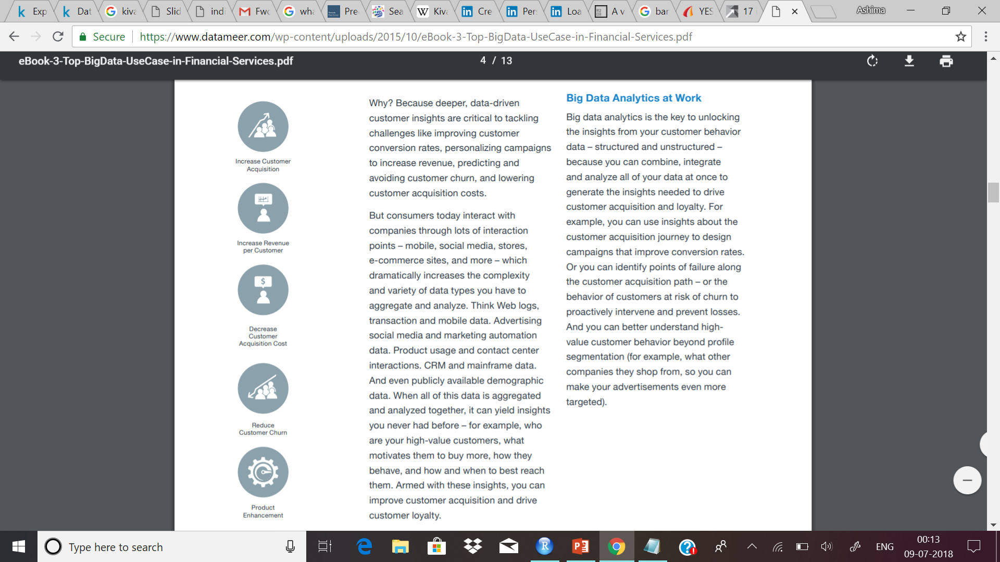 Exp
Dat
kiva
Slid
ind
Fwd
wha
Pre
Sea
Kiva
Cre
Per
Loa
A v
bar
YES
17
Ashima
Secure
https://www.datameer.com/wp-content/uploads/2015/10/eBook-3-Top-BigData-UseCase-in-Financial-Services.pdf
eBook-3-Top-BigData-UseCase-in-Financial-Services.pdf
4 / 13
Increase Customer
Acquisition
Increase Revenue
per Customer
$
Decrease
Customer
Acquisition Cost
Reduce
Customer Churn
Product
Enhancement
Why? Because deeper, data-driven
customer insights are critical to tackling
challenges like improving customer
conversion rates, personalizing campaigns
to increase revenue, predicting and
avoiding customer churn, and lowering
customer acquisition costs.
But consumers today interact with
companies through lots of interaction
points – mobile, social media, stores,
e-commerce sites, and more – which
dramatically increases the complexity
and variety of data types you have to
aggregate and analyze. Think Web logs,
transaction and mobile data. Advertising
social media and marketing automation
data. Product usage and contact center
interactions. CRM and mainframe data.
And even publicly available demographic
data. When all of this data is aggregated
and analyzed together, it can yield insights
you never had before – for example, who
are your high-value customers, what
motivates them to buy more, how they
behave, and how and when to best reach
them. Armed with these insights, you can
improve customer acquisition and drive
customer loyalty.
Big Data Analytics at Work
Big data analytics is the key to unlocking
the insights from your customer behavior
data – structured and unstructured –
because you can combine, integrate
and analyze all of your data at once to
generate the insights needed to drive
customer acquisition and loyalty. For
example, you can use insights about the
customer acquisition journey to design
campaigns that improve conversion rates.
Or you can identify points of failure along
the customer acquisition path – or the
behavior of customers at risk of churn to
proactively intervene and prevent losses.
And you can better understand high-
value customer behavior beyond profile
segmentation (for example, what other
companies they shop from, so you can
make your advertisements even more
targeted).
Type here to search
ENG
00:13
09-07-2018